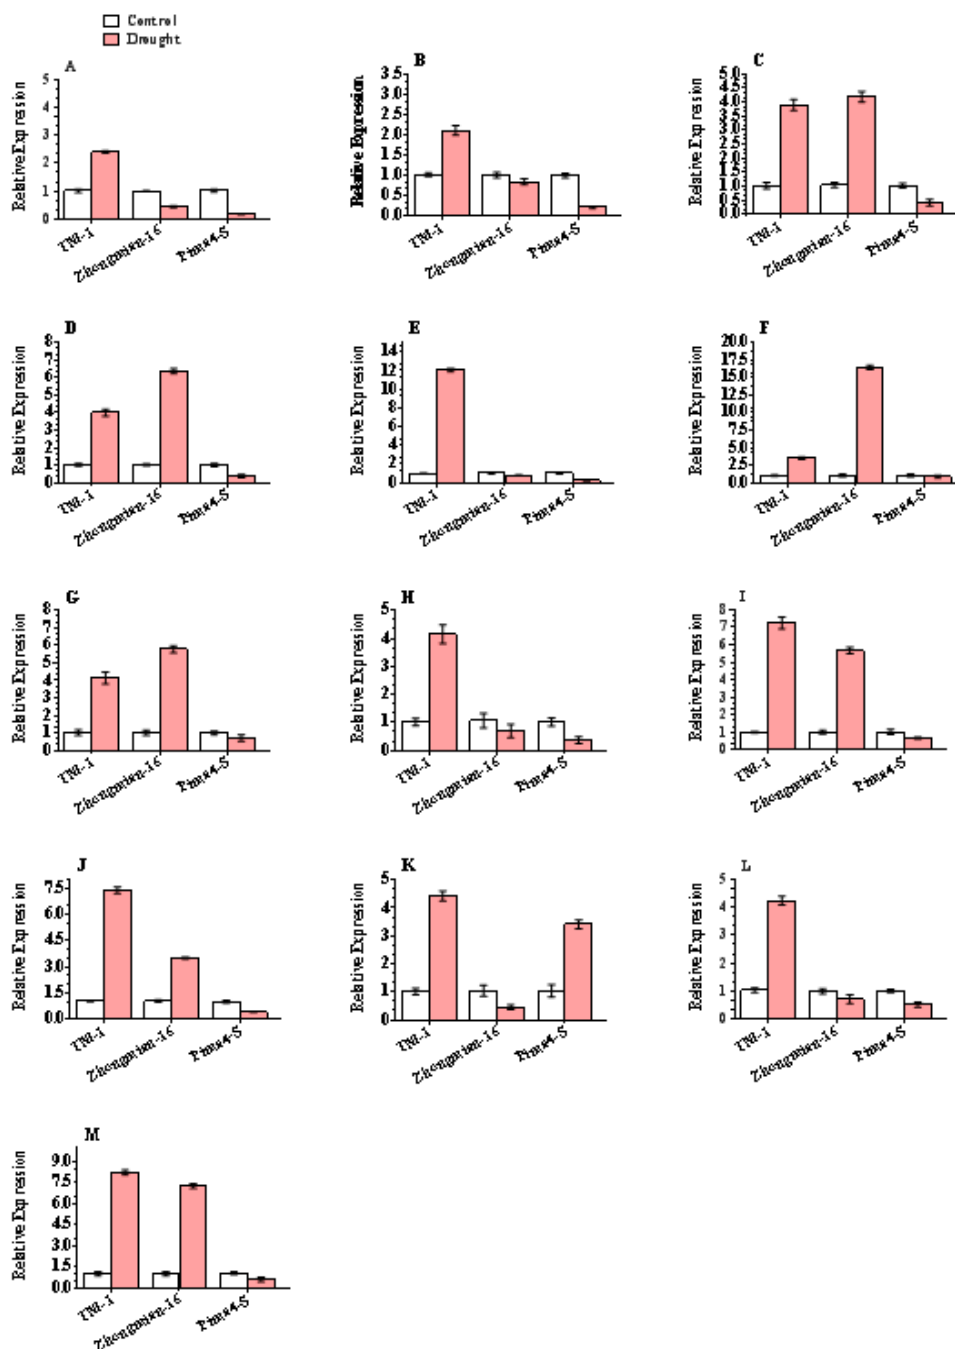 Control
Drought
A
Relative Expression
5
4
3
2
1
0
TM-1
Zhongmian-16
Pima4-S
B
Relative Expression
3.5
3.0
2.5
2.0
1.5
1.0
0.5
0.0
TM-1
Zhongmian-16
Pima4-S
C
Relative Expression
5.0
4.5
4.0
3.5
3.0
2.5
2.0
1.5
1.0
0.5
0.0
TM-1
Zhongmian-16
Pima4-S
D
Relative Expression
8
7
6
5
4
3
2
1
0
TM-1
Zhongmian-16
Pima4-S
E
Relative Expression
14
12
10
8
6
4
2
1
0
TM-1
Zhongmian-16
Pima4-S
F
Relative Expression
20.0
17.5
15.0
12.5
10.0
7.5
5.0
2.5
0.0
TM-1
Zhongmian-16
Pima4-S
G
Relative Expression
8
7
6
5
4
3
2
1
0
TM-1
Zhongmian-16
Pima4-S
H
Relative Expression
5
4
3
2
1
0
TM-1
Zhongmian-16
Pima4-S
I
Relative Expression
8
7
6
5
4
3
2
1
0
TM-1
Zhongmian-16
Pima4-S
J
Relative Expression
7.5
6.0
4.5
3.0
1.5
0.0
TM-1
Zhongmian-16
Pima4-S
K
Relative Expression
5
4
3
2
1
0
TM-1
Zhongmian-16
Pima4-S
L
Relative Expression
5
4
3
2
1
0
TM-1
Zhongmian-16
Pima4-S
M
Relative Expression
9.0
7.5
6.0
4.5
3.0
1.5
0.0
TM-1
Zhongmian-16
Pima4-S